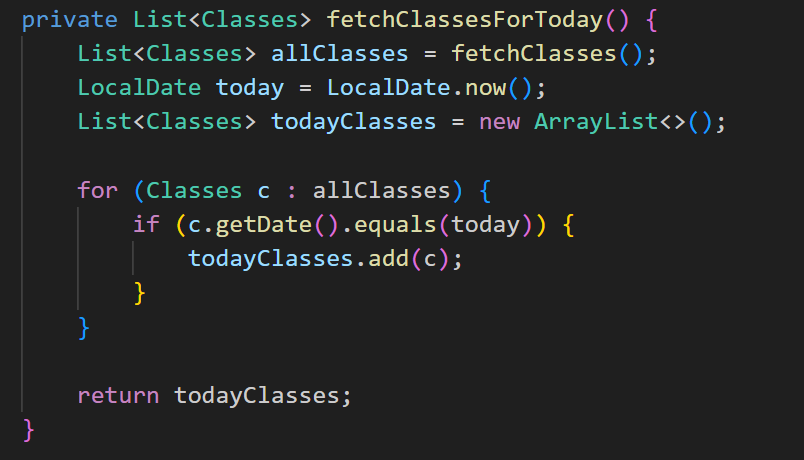 private List<Classes> fetchClassesForToday() {
    List<Classes> allClasses = fetchClasses();
    LocalDate today = LocalDate.now();
    List<Classes> todayClasses = new ArrayList<>();

    for (Classes c : allClasses) {
        if (c.getDate().equals(today)) {
            todayClasses.add(c);
        }
    }

    return todayClasses;
}